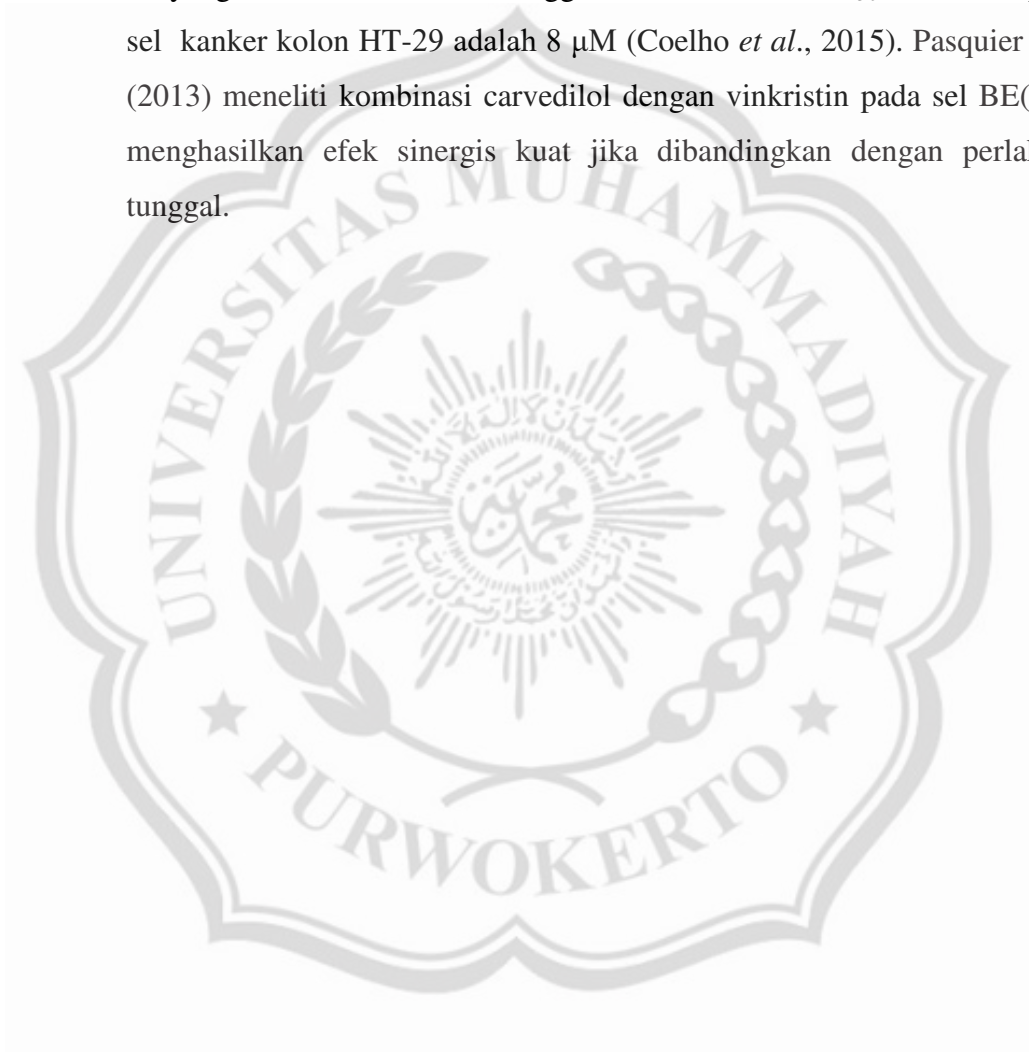 sel kanker kolon HT-29 adalah 8 μM (Coelho et al., 2015). Pasquier
(2013) meneliti kombinasi carvedilol dengan vinkristin pada sel BE(
menghasilkan efek sinergis kuat jika dibandingkan dengan
tunggal.
UNIVERSITAS MUHAMMADIYAH
PURWOKERTO